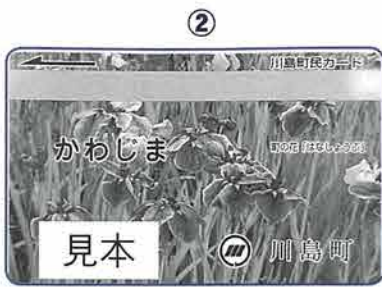 ②
川島町民カード
かわじま
町の花「はなしょうぶ」
見本
川島町